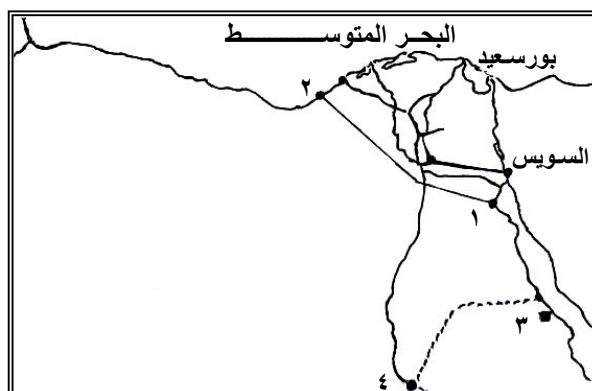 البحر المتوسط
بورسعيد
٢
السويس
١
٣
٤